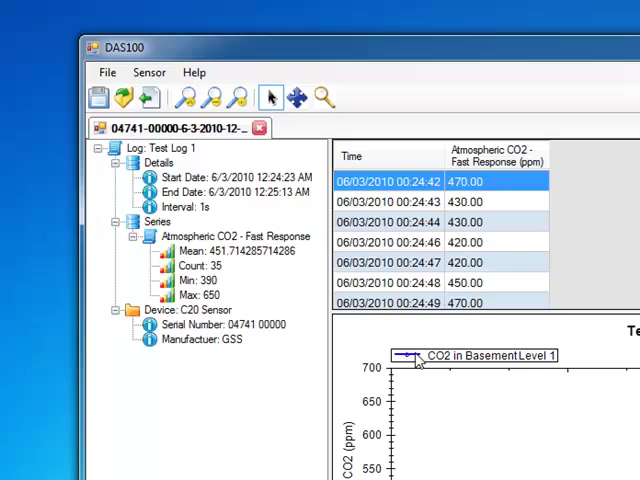 DAS100
File Sensor Help
04741-00000-6-3-2010-12-...
Log: Test Log 1
Details
Start Date: 6/3/2010 12:24:23 AM
End Date: 6/3/2010 12:25:13 AM
Interval: 1s
Series
Atmospheric CO2 - Fast Response
Mean: 451.714285714286
Count: 35
Min: 390
Max: 650
Device: C20 Sensor
Serial Number: 04741 00000
Manufactuer: GSS
Time
Atmospheric CO2 -
Fast Response (ppm)
06/03/2010 00:24:42 470.00
06/03/2010 00:24:43 430.00
06/03/2010 00:24:44 430.00
06/03/2010 00:24:46 420.00
06/03/2010 00:24:47 420.00
06/03/2010 00:24:48 450.00
06/03/2010 00:24:49 470.00
Te
CO2 in Basement Level 1
700
650
600
550
CO2 (ppm)